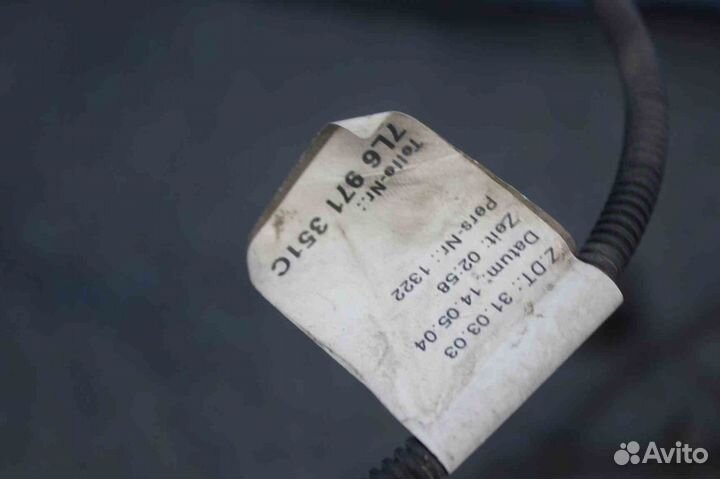 Teile-Nr.:
7L6 971 351C
Z.DT.: 31.03.03
Datum: 14.05.04
Zeit: 02:58
Pers-Nr.: 1322
Avito